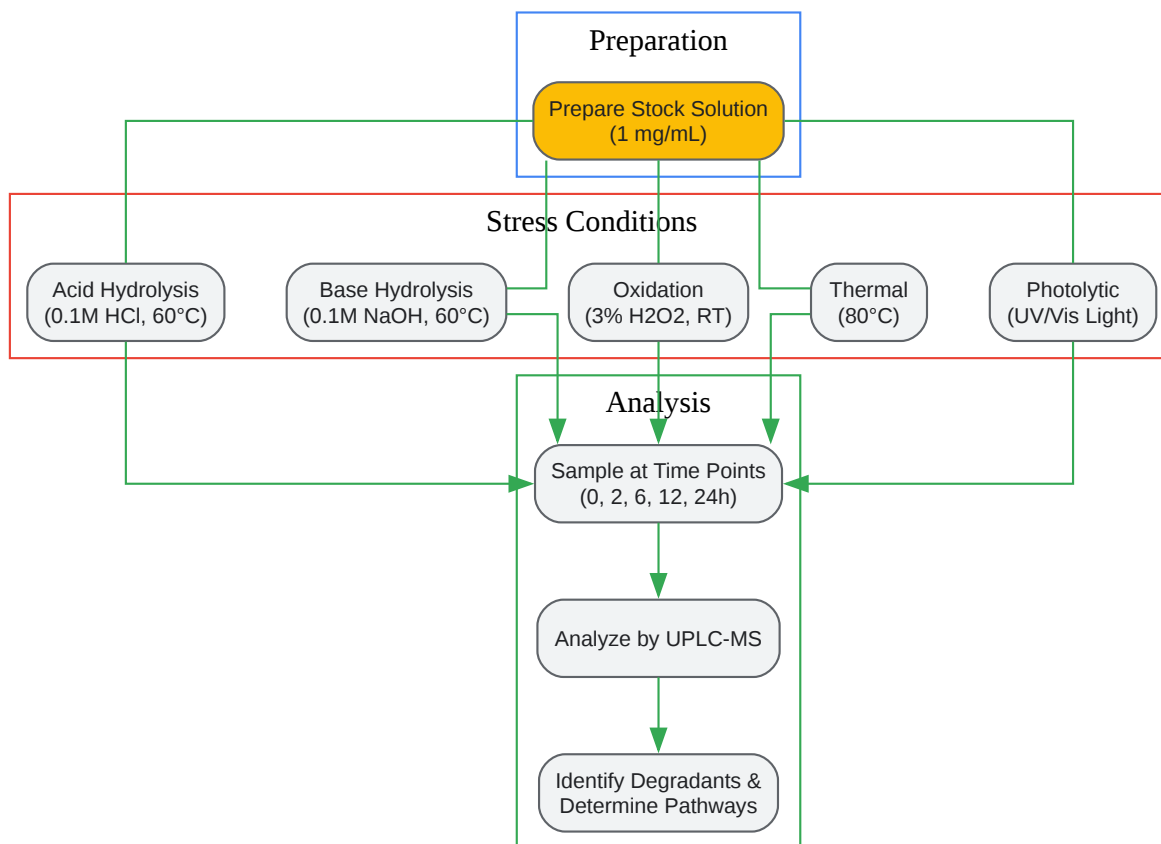 Preparation
Prepare Stock Solution
(1 mg/mL)
Stress Conditions
Acid Hydrolysis
(0.1M HCl, 60°C)
Base Hydrolysis
(0.1M NaOH, 60°C)
Oxidation
(3% H2O2, RT)
Thermal
(80°C)
Photolytic
(UV/Vis Light)
Analysis
Sample at Time Points
(0, 2, 6, 12, 24h)
Analyze by UPLC-MS
Identify Degradants &
Determine Pathways